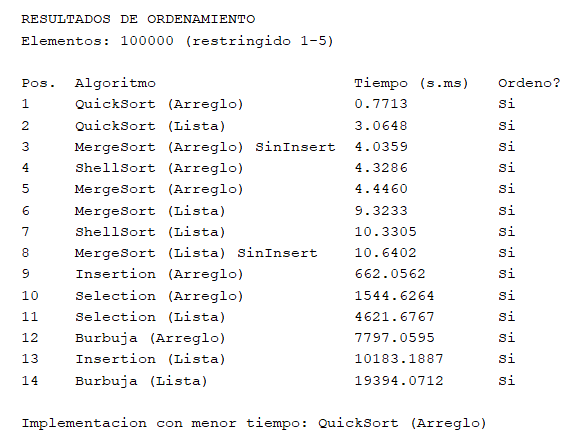 RESULTADOS DE ORDENAMIENTO
Elementos: 100000 (restringido 1-5)
Pos. Algoritmo Tiempo (s.ms) Ordeno?
1 QuickSort (Arreglo) 0.7713 Si
2 QuickSort (Lista) 3.0648 Si
3 MergeSort (Arreglo) SinInsert 4.0359 Si
4 ShellSort (Arreglo) 4.3286 Si
5 MergeSort (Arreglo) 4.4460 Si
6 MergeSort (Lista) 9.3233 Si
7 ShellSort (Lista) 10.3305 Si
8 MergeSort (Lista) SinInsert 10.6402 Si
9 Insertion (Arreglo) 662.0562 Si
10 Selection (Arreglo) 1544.6264 Si
11 Selection (Lista) 4621.6767 Si
12 Burbuja (Arreglo) 7797.0595 Si
13 Insertion (Lista) 10183.1887 Si
14 Burbuja (Lista) 19394.0712 Si
Implementacion con menor tiempo: QuickSort (Arreglo)